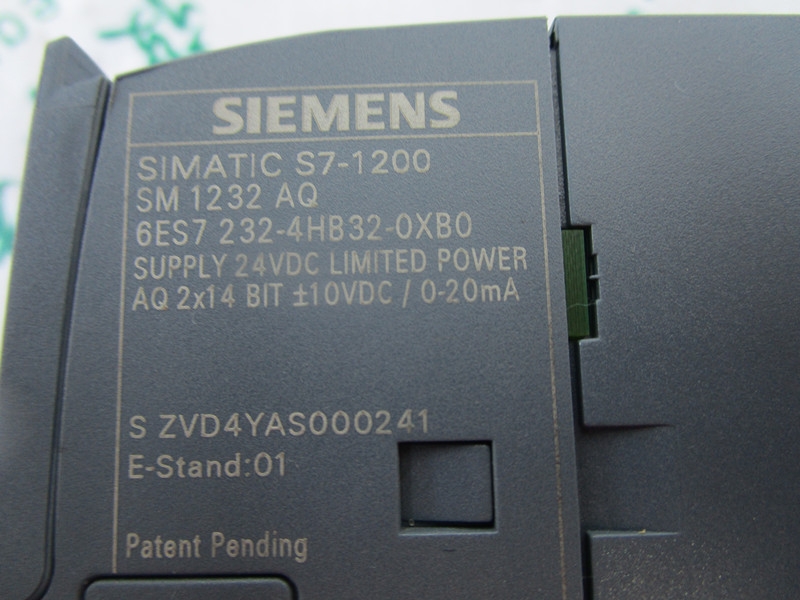 SIEMENS
SIMATIC S7-1200
SM 1232 AQ
6ES7 232-4HB32-0XB0
SUPPLY 24VDC LIMITED POWER
AQ 2x14 BIT ±10VDC / 0-20mA
S ZVD4YAS000241
E-Stand:01
Patent Pending